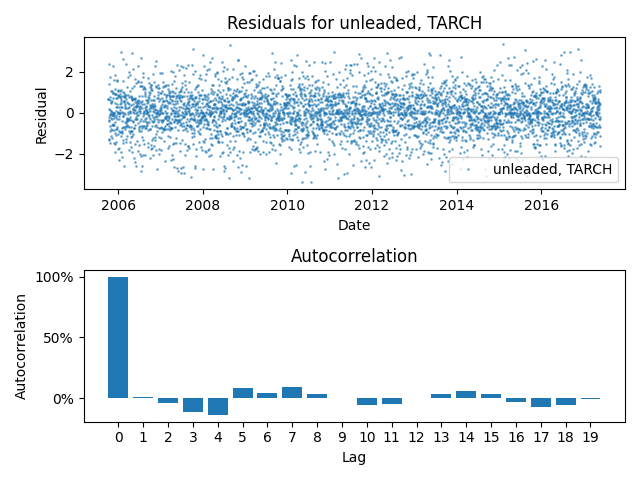 Residuals for unleaded, TARCH
Residual
2
0
−2
unleaded, TARCH
2006 2008 2010 2012 2014 2016
Date
Autocorrelation
Autocorrelation
100%
50%
0%
0 1 2 3 4 5 6 7 8 9 10 11 12 13 14 15 16 17 18 19
Lag